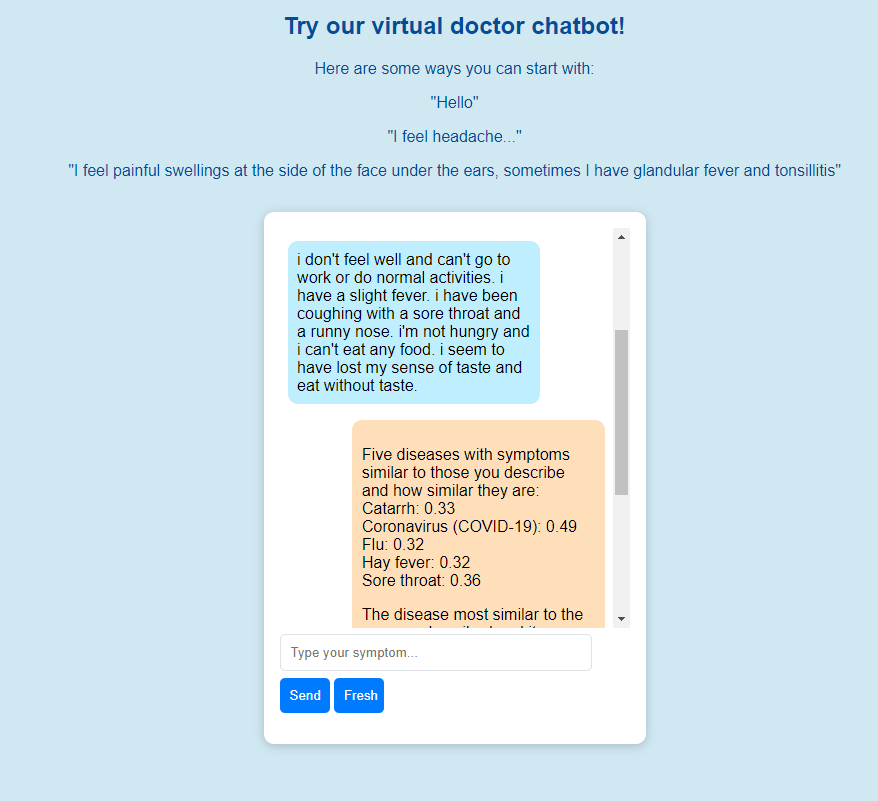 Try our virtual doctor chatbot!
Here are some ways you can start with:
"Hello"
"I feel headache..."
"I feel painful swellings at the side of the face under the ears, sometimes I have glandular fever and tonsillitis"
i don't feel well and can't go to
work or do normal activities. i
have a slight fever. i have been
coughing with a sore throat and
a runny nose. i'm not hungry and
i can't eat any food. i seem to
have lost my sense of taste and
eat without taste.
Five diseases with symptoms
similar to those you describe
and how similar they are:
Catarrh: 0.33
Coronavirus (COVID-19): 0.49
Flu: 0.32
Hay fever: 0.32
Sore throat: 0.36
The disease most similar to the
Type your symptom...
Send Fresh